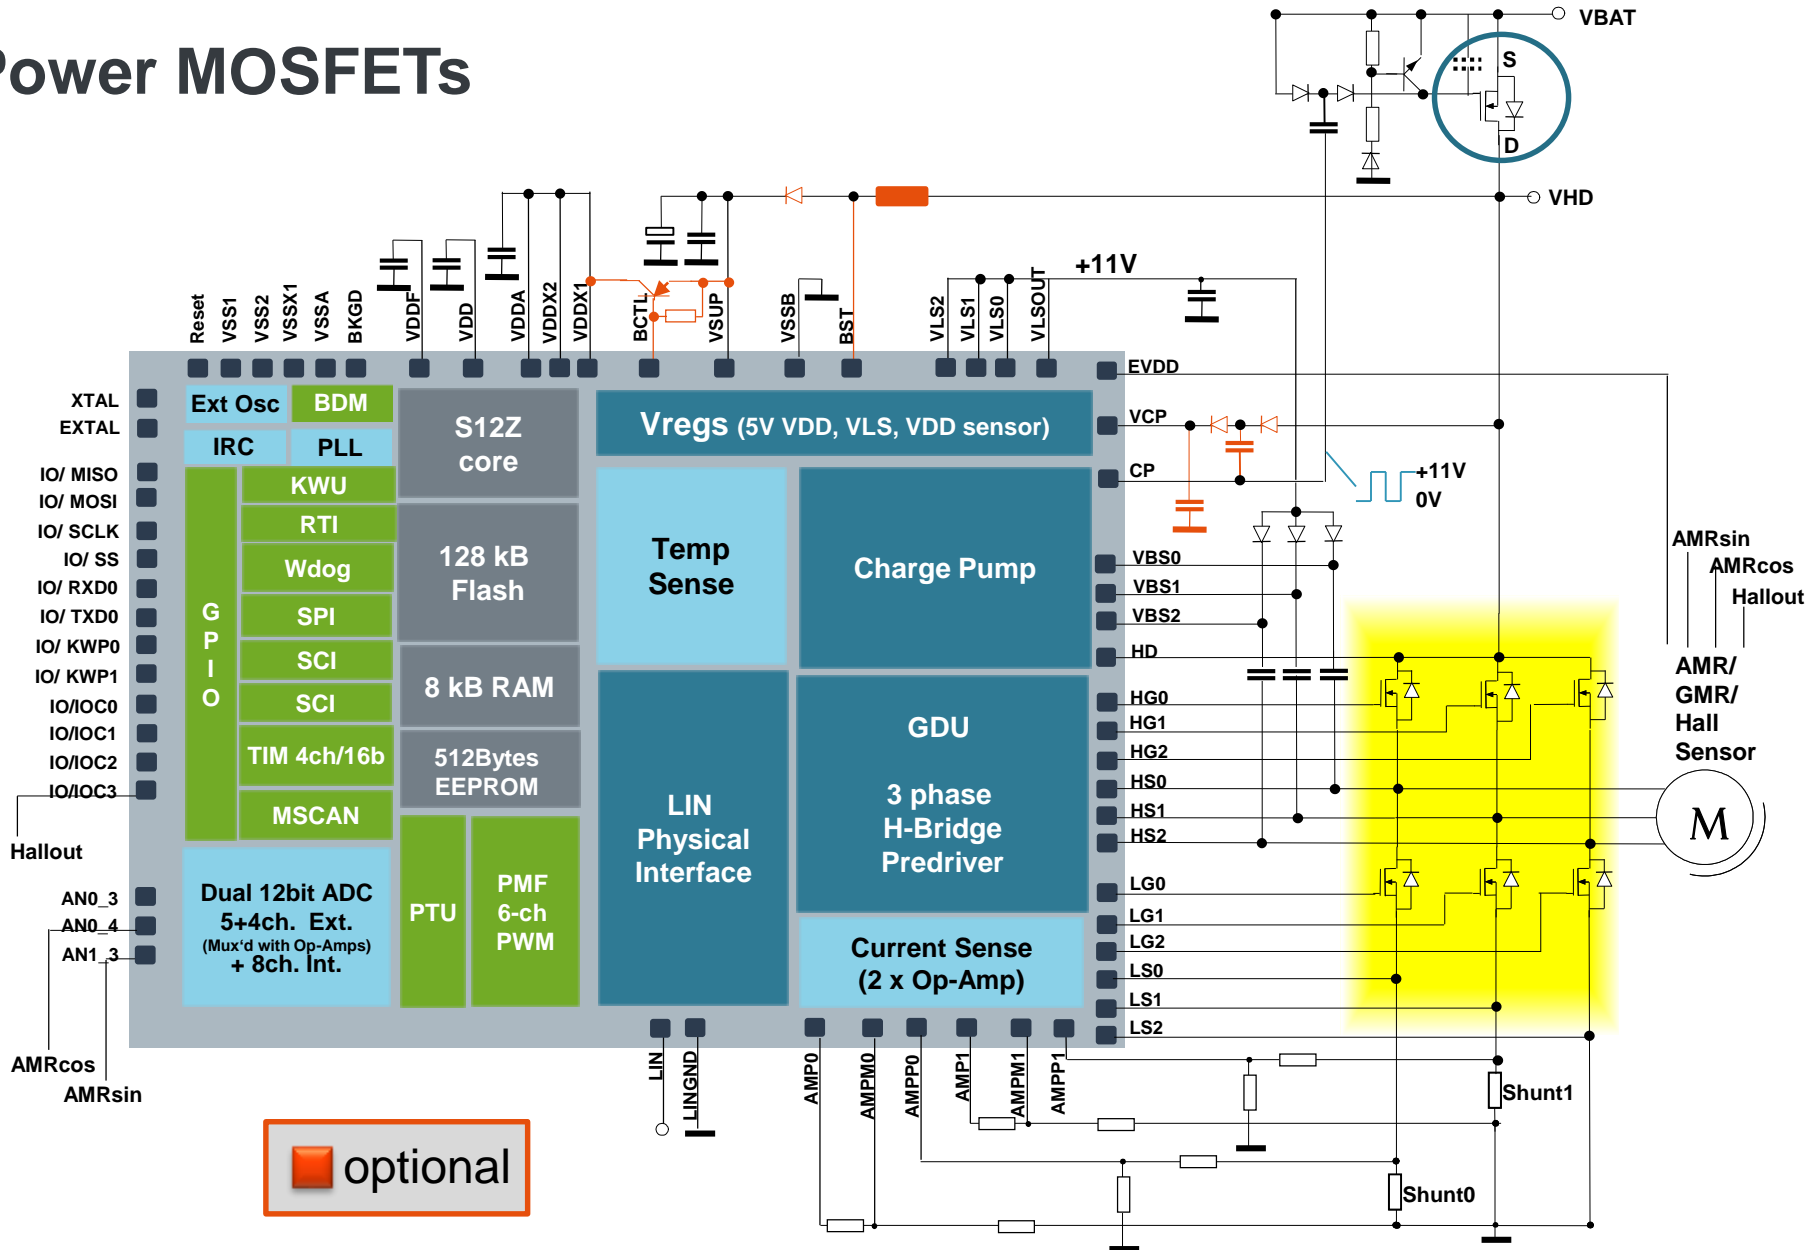 Power MOSFETs
VBAT
S
D
VHD
+11V
Reset
VSS1
VSS2
VSSX1
VSSA
BKGD
VDDF
VDD
VDDA
VDDX2
VDDX1
BCTL
VSUP
VSSB
BST
VLS2
VLS1
VLS0
VLSOUT
XTAL
EXTAL
IO/ MISO
IO/ MOSI
IO/ SCLK
IO/ SS
IO/ RXD0
IO/ TXD0
IO/ KWP0
IO/ KWP1
IO/IOC0
IO/IOC1
IO/IOC2
IO/IOC3
Hallout
AN0_3
AN0_4
AN1_3
AMRcos
AMRsin
Ext Osc
BDM
IRC
PLL
GPIO
KWU
RTI
Wdog
SPI
SCI
SCI
TIM 4ch/16b
MSCAN
Dual 12bit ADC
5+4ch. Ext.
(Mux‘d with Op-Amps)
+ 8ch. Int.
S12Z
core
128 kB
Flash
8 kB RAM
512Bytes
EEPROM
PTU
PMF
6-ch
PWM
Vregs (5V VDD, VLS, VDD sensor)
Temp
Sense
Charge Pump
LIN
Physical
Interface
GDU
3 phase
H-Bridge
Predriver
Current Sense
(2 x Op-Amp)
EVDD
VCP
CP
+11V
0V
VBS0
VBS1
VBS2
HD
HG0
HG1
HG2
HS0
HS1
HS2
LG0
LG1
LG2
LS0
LS1
LS2
AMRsin
AMRcos
Hallout
AMR/
GMR/
Hall
Sensor
M
LIN
LINGND
AMP0
AMPM0
AMPP0
AMP1
AMPM1
AMPP1
Shunt1
Shunt0
optional